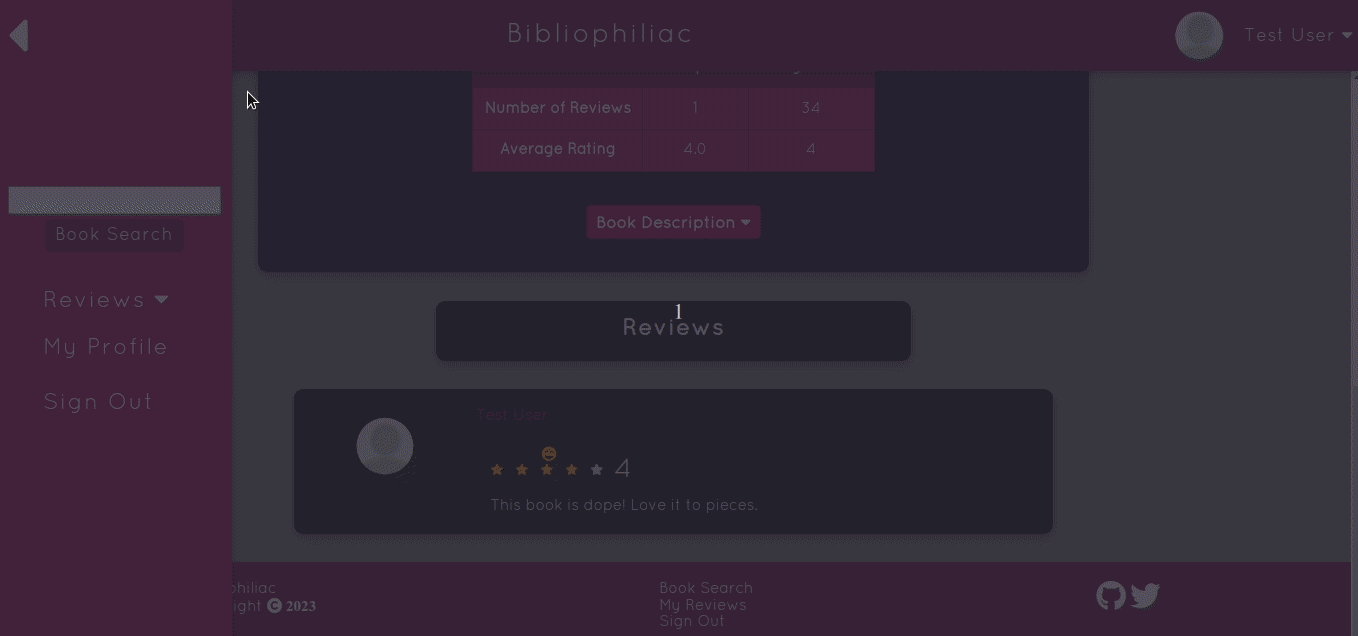 Bibliophiliac
Test User
Number of Reviews 1 34
Average Rating 4.0 4
Book Search
Book Description
Reviews
My Profile
Sign Out
1
Reviews
Test User
4
This book is dope! Love it to pieces.
ophiliac
ight © 2023
Book Search
My Reviews
Sign Out